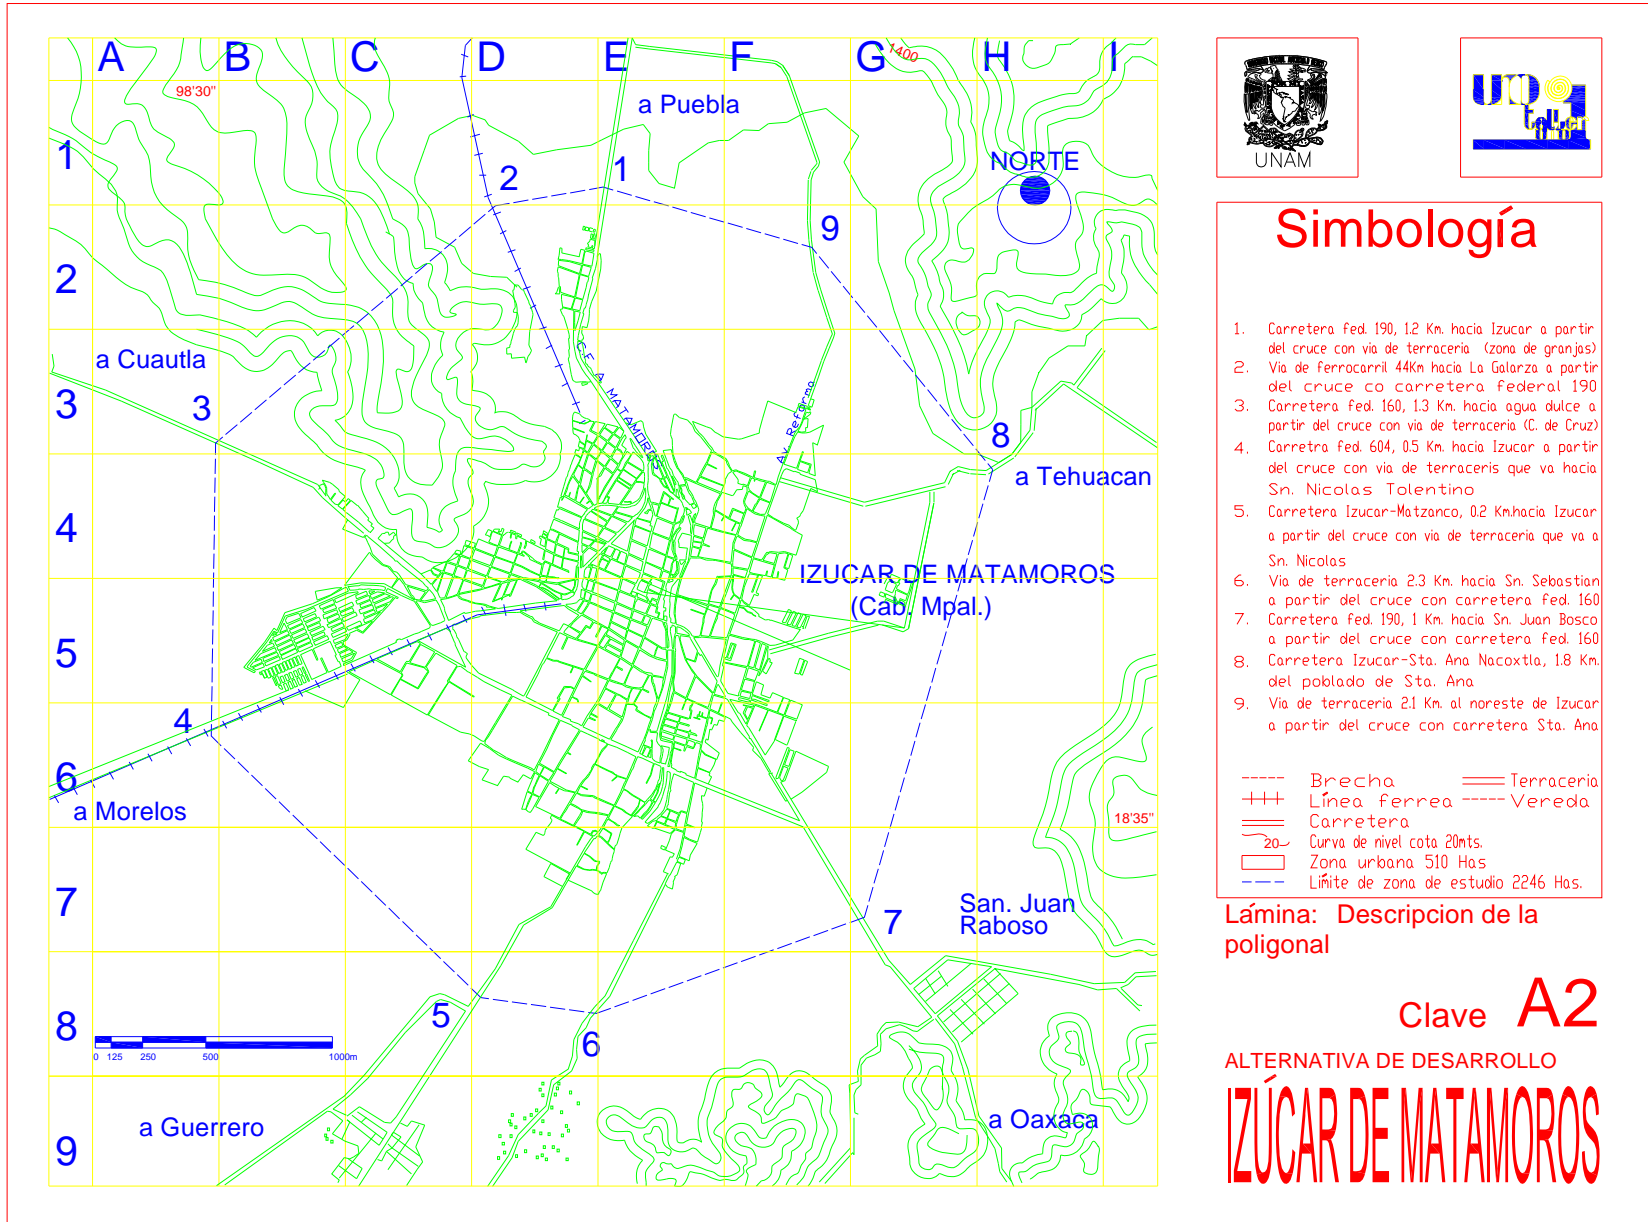 A B C D E F G H I
1400
98'30"
a Puebla
1
2
1
NORTE
2
9
a Cuautla
C.F. A MATAMOROS
Av. Reforma
3
3
8
a Tehuacan
4
IZUCAR DE MATAMOROS
(Cab. Mpal.)
5
4
6
a Morelos
18'35"
7
San. Juan
Raboso
7
5
8
6
0 125 250 500 1000m
a Guerrero
a Oaxaca
9
UNAM
Simbología
1. Carretera fed. 190, 1.2 Km. hacia Izucar a partir
del cruce con via de terraceria (zona de granjas)
2. Via de ferrocarril 44Km hacia La Galarza a partir
del cruce co carretera federal 190
3. Carretera fed. 160, 1.3 Km. hacia agua dulce a
partir del cruce con via de terraceria (C. de Cruz)
4. Carretra fed. 604, 0.5 Km. hacia Izucar a partir
del cruce con via de terraceris que va hacia
Sn. Nicolas Tolentino
5. Carretera Izucar-Matzanco, 0.2 Km.hacia Izucar
a partir del cruce con via de terraceria que va a
Sn. Nicolas
6. Via de terraceria 2.3 Km. hacia Sn. Sebastian
a partir del cruce con carretera fed. 160
7. Carretera fed. 190, 1 Km. hacia Sn. Juan Bosco
a partir del cruce con carretera fed. 160
8. Carretera Izucar-Sta. Ana Nacoxtla, 1.8 Km.
del poblado de Sta. Ana
9. Via de terraceria 2.1 Km. al noreste de Izucar
a partir del cruce con carretera Sta. Ana
Brecha Terraceria
Línea ferrea Vereda
Carretera
20 Curva de nivel cota 20mts.
Zona urbana 510 Has
Limite de zona de estudio 2246 Has.
Lámina: Descripcion de la
poligonal
Clave A2
ALTERNATIVA DE DESARROLLO
IZÚCAR DE MATAMOROS